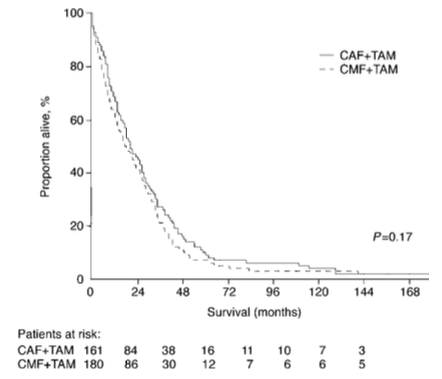 100
80
60
40
20
0
Proportion alive, %
CAF+TAM
CMF+TAM
P=0.17
0 24 48 72 96 120 144 168
Survival (months)
Patients at risk:
CAF+TAM 161 84 38 16 11 10 7 3
CMF+TAM 180 86 30 12 7 6 6 5